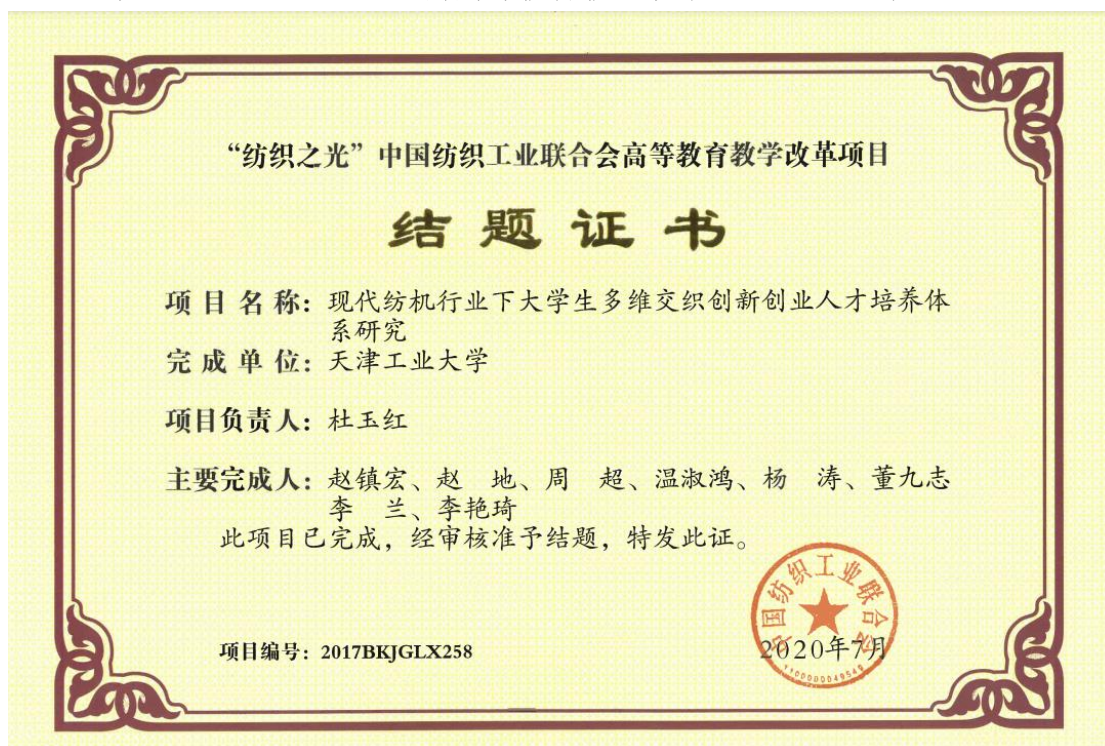 “纺织之光”中国纺织工业联合会高等教育教学改革项目
结题证书
项目名称：现代纺机行业下大学生多维交织创新创业人才培养体
系研究
完成单位：天津工业大学
项目负责人：杜玉红
主要完成人：赵镇宏、赵 地、周 超、温淑鸿、杨 涛、董九志
李 兰、李艳琦
此项目已完成，经审核准予结题，特发此证。
中国纺织工业联合会
2020年7月
项目编号：2017BKJGLX258